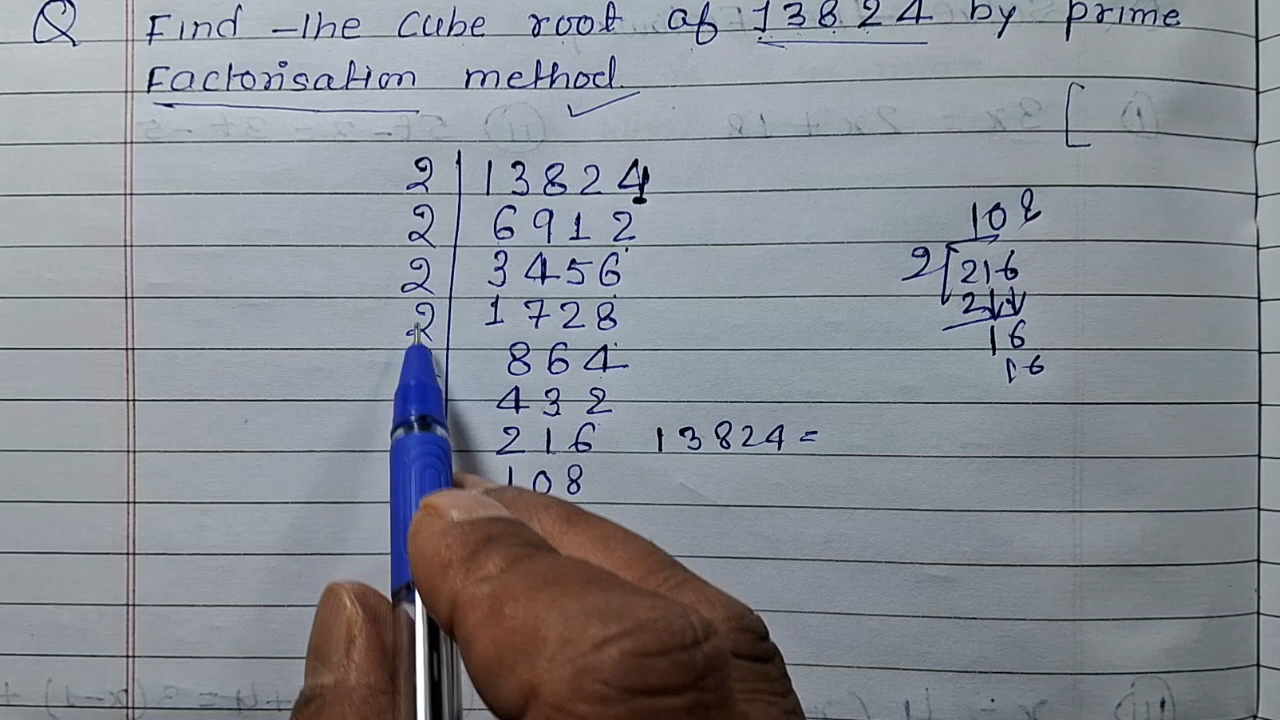 Q Find the cube root of 13824 by prime
Factorisation method.
2 | 13824
2 | 6912
2 | 3456
2 | 1728
864
432
216 13824 =
108
108
2 216
2
16
16